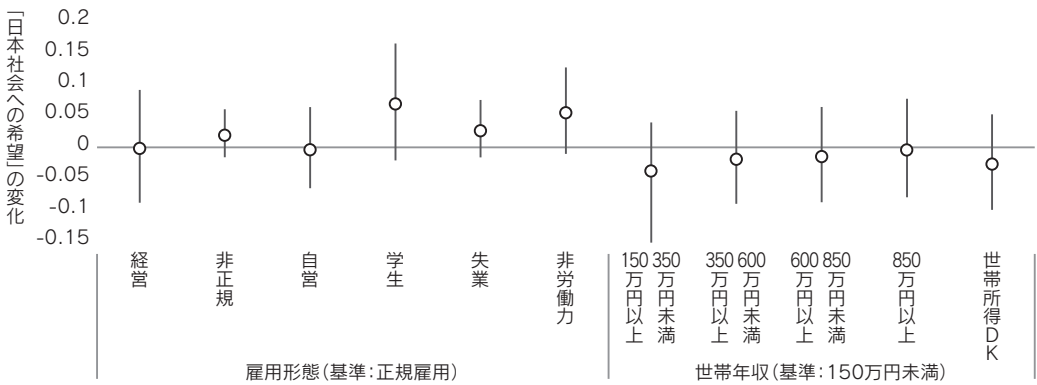 「日本社会への希望」の変化
0.2
0.15
0.1
0.05
0
-0.05
-0.1
-0.15
経営
非正規
自営
学生
失業
非労働力
150万円以上
350万円未満
350万円以上
600万円未満
600万円以上
850万円未満
850万円以上
世帯所得DK
雇用形態(基準:正規雇用)
世帯年収(基準:150万円未満)